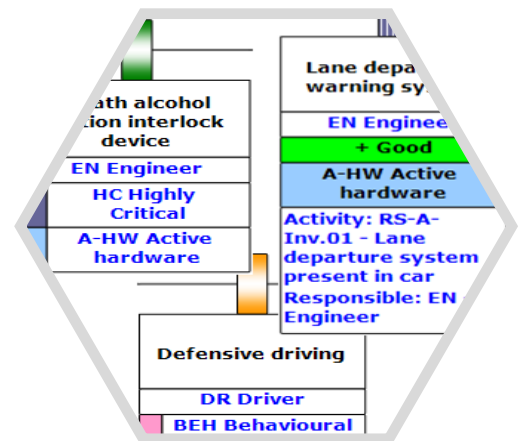 ath alcohol
tion interlock
device
EN Engineer
HC Highly
Critical
A-HW Active
hardware
Lane depa
warning sy
EN Enginee
+ Good
A-HW Active
hardware
Activity: RS-A-
Inv.01 - Lane
departure system
present in car
Responsible: EN -
Engineer
Defensive driving
DR Driver
BEH Behavioural